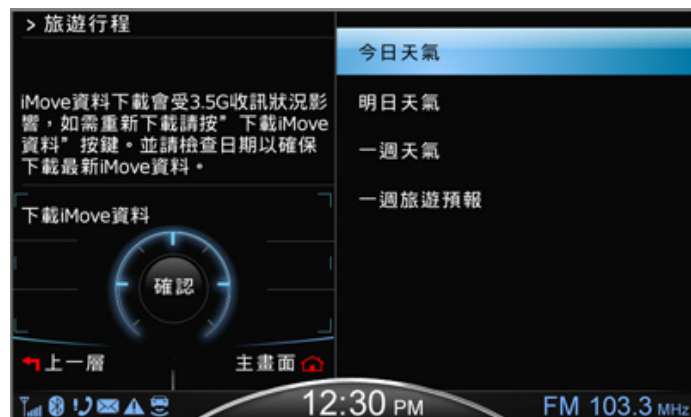 > 旅遊行程
iMove資料下載會受3.5G收訊狀況影
響，如需重新下載請按”下載iMove
資料”按鍵。並請檢查日期以確保
下載最新iMove資料。
下載iMove資料
確認
上一層
主畫面
今日天氣
明日天氣
一週天氣
一週旅遊預報
12:30 PM
FM 103.3 MHz